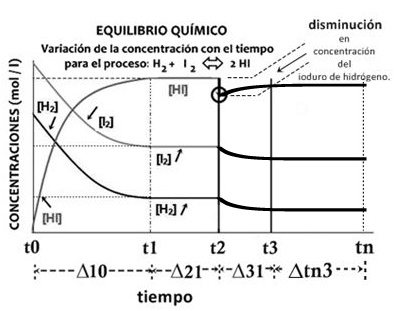 EQUILIBRIO QUÍMICO
Variación de la concentración con el tiempo
para el proceso: H₂ + I₂ ⇔ 2 HI
disminución
en
concentración
del
ioduro de hidrógeno.
CONCENTRACIONES (mol / l)
[H₂]
[I₂]
[HI]
[I₂]
[H₂]
[HI]
t0 t1 t2 t3 tn
Δ10 Δ21 Δ31 Δtn3
tiempo